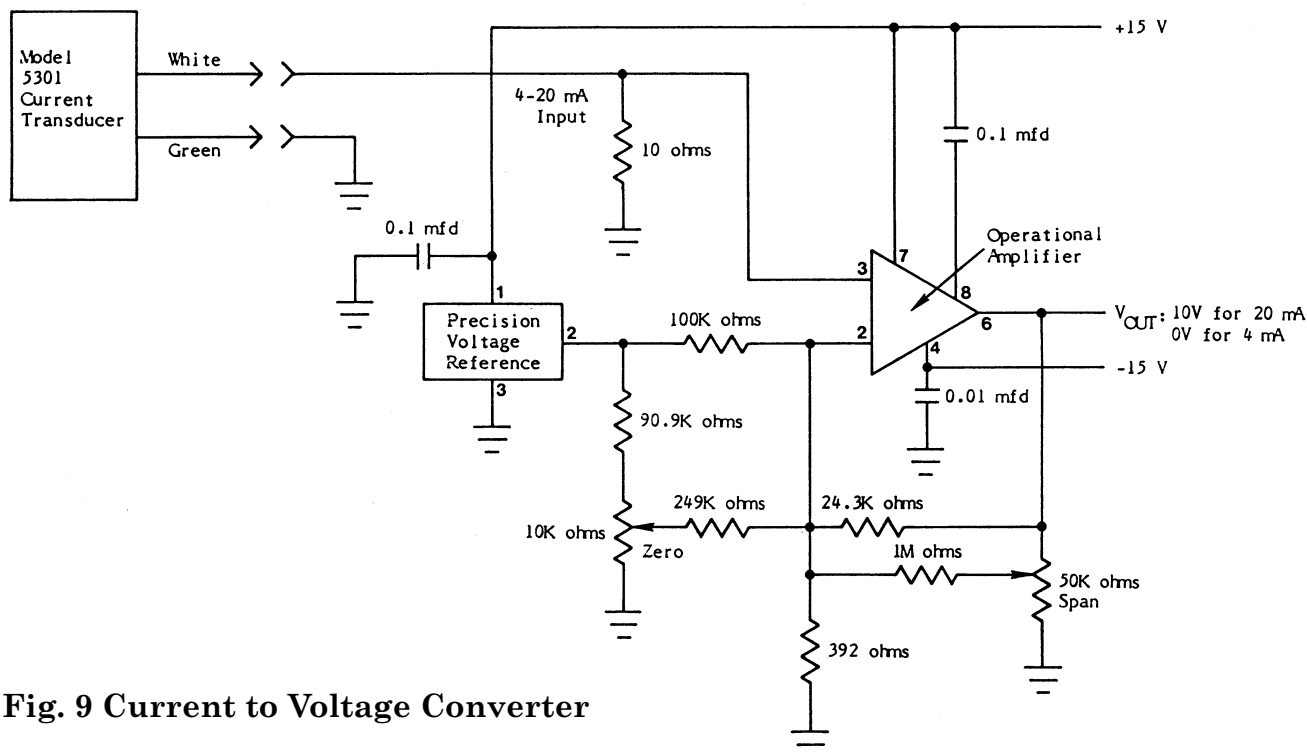 +15 V
Model
5301
Current
Transducer
White
Green
4-20 mA
Input
10 ohms
0.1 mfd
0.1 mfd
Operational
Amplifier
1
Precision
Voltage
Reference
2
3
100K ohms
3
7
8
2
4
6
VOUT: 10V for 20 mA
0V for 4 mA
-15 V
0.01 mfd
90.9K ohms
249K ohms
24.3K ohms
10K ohms
Zero
1M ohms
50K ohms
Span
392 ohms
Fig. 9 Current to Voltage Converter